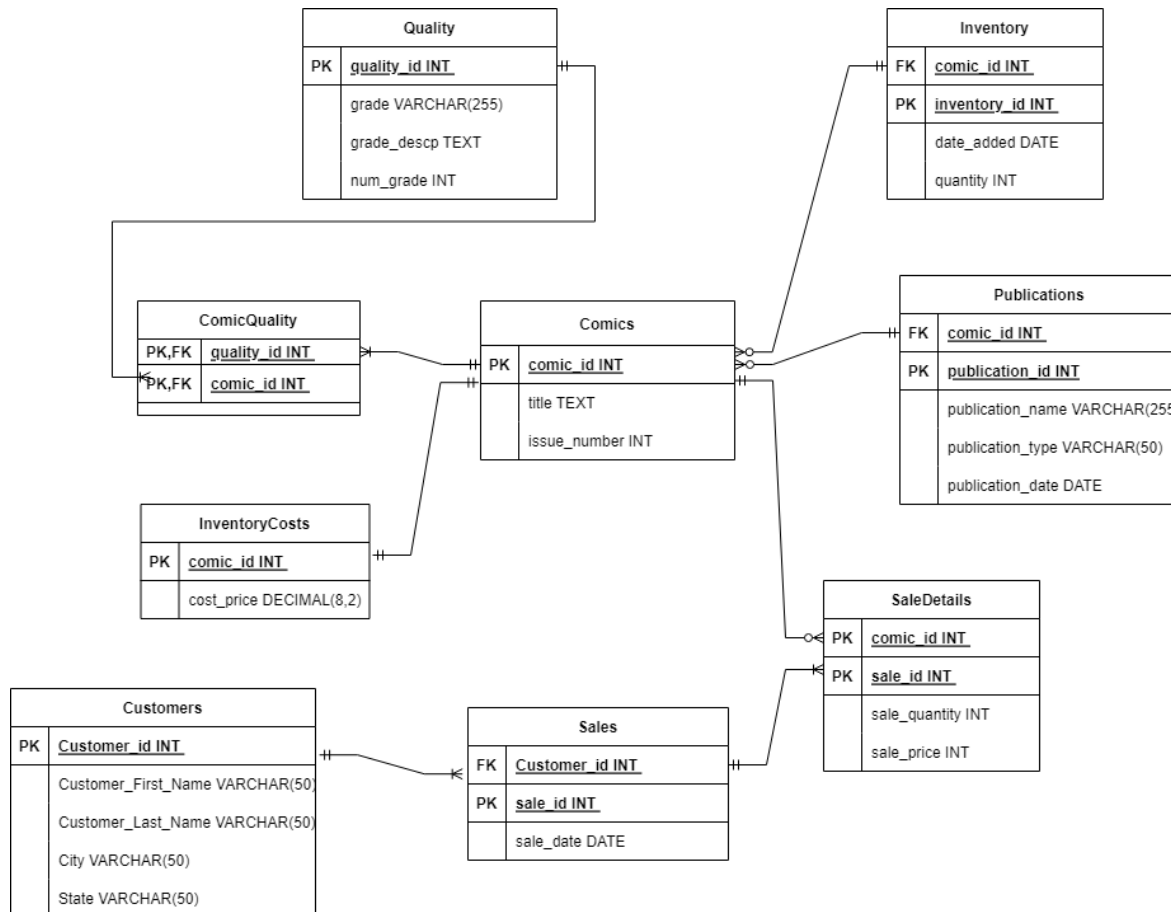 Quality
PK quality_id INT
grade VARCHAR(255)
grade_descp TEXT
num_grade INT
Inventory
FK comic_id INT
PK inventory_id INT
date_added DATE
quantity INT
ComicQuality
PK,FK quality_id INT
PK,FK comic_id INT
Comics
PK comic_id INT
title TEXT
issue_number INT
Publications
FK comic_id INT
PK publication_id INT
publication_name VARCHAR(255
publication_type VARCHAR(50)
publication_date DATE
InventoryCosts
PK comic_id INT
cost_price DECIMAL(8,2)
SaleDetails
PK comic_id INT
PK sale_id INT
sale_quantity INT
sale_price INT
Customers
PK Customer_id INT
Customer_First_Name VARCHAR(50)
Customer_Last_Name VARCHAR(50)
City VARCHAR(50)
State VARCHAR(50)
Sales
FK Customer_id INT
PK sale_id INT
sale_date DATE